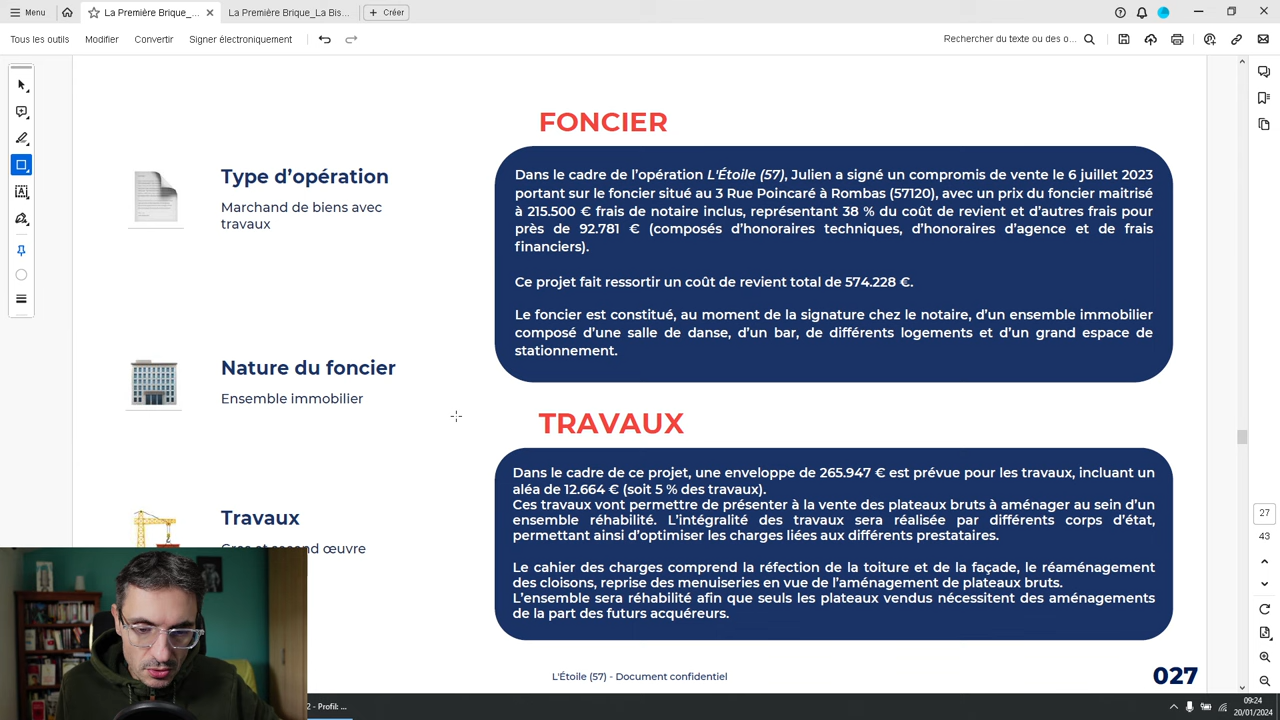 Menu
La Première Brique_...
La Première Brique_La Bis...
Créer
Tous les outils
Modifier
Convertir
Signer électroniquement
Rechercher du texte ou des o...
FONCIER
Type d'opération
Marchand de biens avec
travaux
Dans le cadre de l'opération L'Étoile (57), Julien a signé un compromis de vente le 6 juillet 2023
portant sur le foncier situé au 3 Rue Poincaré à Rombas (57120), avec un prix du foncier maitrisé
à 215.500 € frais de notaire inclus, représentant 38 % du coût de revient et d'autres frais pour
près de 92.781 € (composés d'honoraires techniques, d'honoraires d'agence et de frais
financiers).
Ce projet fait ressortir un coût de revient total de 574.228 €.
Le foncier est constitué, au moment de la signature chez le notaire, d'un ensemble immobilier
composé d'une salle de danse, d'un bar, de différents logements et d'un grand espace de
stationnement.
Nature du foncier
Ensemble immobilier
TRAVAUX
Dans le cadre de ce projet, une enveloppe de 265.947 € est prévue pour les travaux, incluant un
aléa de 12.664 € (soit 5 % des travaux).
Ces travaux vont permettre de présenter à la vente des plateaux bruts à aménager au sein d'un
ensemble réhabilité. L'intégralité des travaux sera réalisée par différents corps d'état,
permettant ainsi d'optimiser les charges liées aux différents prestataires.
Le cahier des charges comprend la réfection de la toiture et de la façade, le réaménagement
des cloisons, reprise des menuiseries en vue de l'aménagement de plateaux bruts.
L'ensemble sera réhabilité afin que seuls les plateaux vendus nécessitent des aménagements
de la part des futurs acquéreurs.
Travaux
Gros et second œuvre
27
43
L'Étoile (57) - Document confidentiel
027
2 - Profil: ...
09:24
20/01/2024